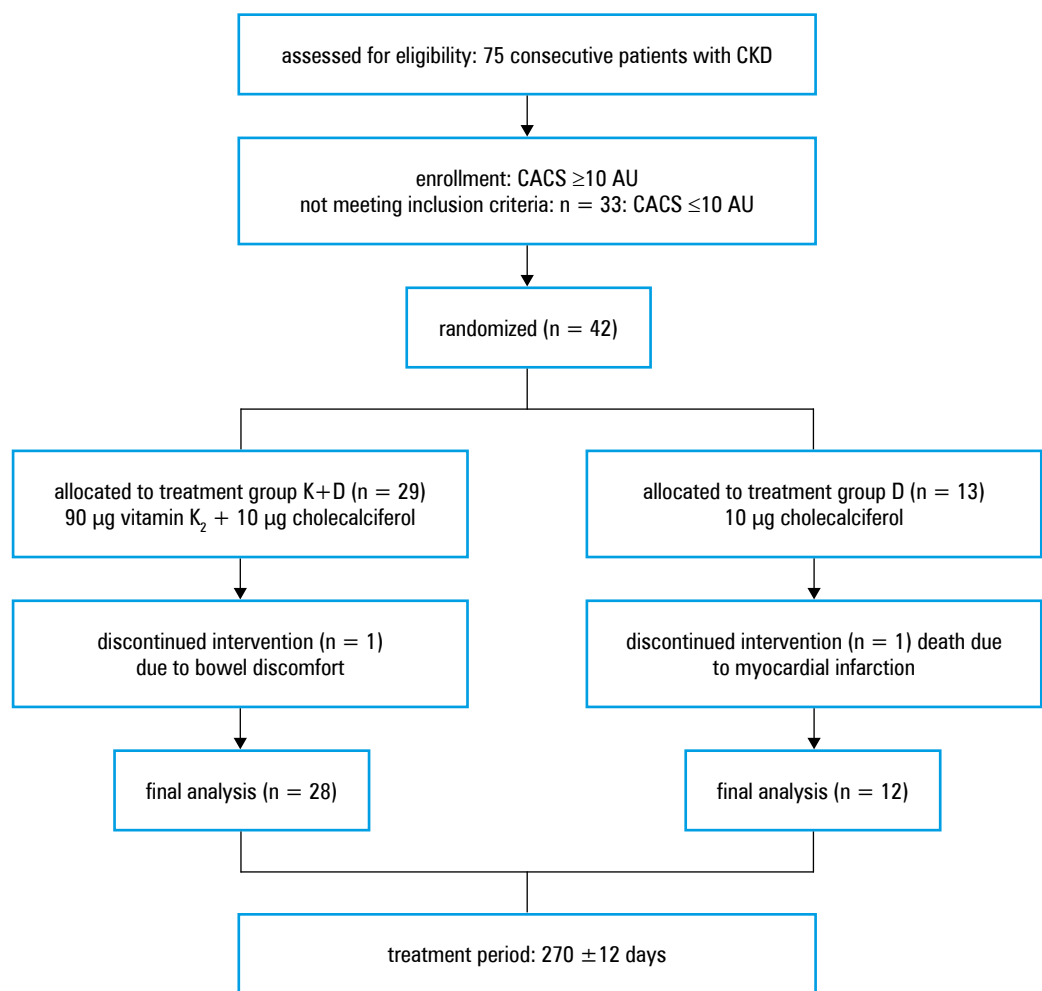 assessed for eligibility: 75 consecutive patients with CKD
enrollment: CACS ≥10 AU
not meeting inclusion criteria: n = 33: CACS ≤10 AU
randomized (n = 42)
allocated to treatment group K+D (n = 29)
90 µg vitamin K₂ + 10 µg cholecalciferol
allocated to treatment group D (n = 13)
10 µg cholecalciferol
discontinued intervention (n = 1)
due to bowel discomfort
discontinued intervention (n = 1) death due
to myocardial infarction
final analysis (n = 28)
final analysis (n = 12)
treatment period: 270 ±12 days